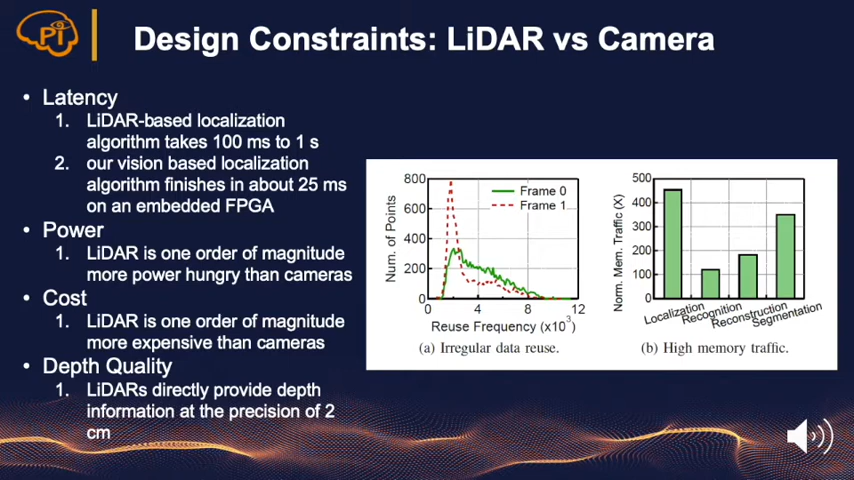 PI
Design Constraints: LiDAR vs Camera
• Latency
1. LiDAR-based localization
algorithm takes 100 ms to 1 s
2. our vision based localization
algorithm finishes in about 25 ms
on an embedded FPGA
• Power
1. LiDAR is one order of magnitude
more power hungry than cameras
• Cost
1. LiDAR is one order of magnitude
more expensive than cameras
• Depth Quality
1. LiDARs directly provide depth
information at the precision of 2
cm
Num. of Points
800
600
400
200
0
Frame 0
Frame 1
0 4 8 12
Reuse Frequency (x10³)
(a) Irregular data reuse.
Norm. Mem. Traffic (X)
500
400
300
200
100
0
Localization
Recognition
Reconstruction
Segmentation
(b) High memory traffic.